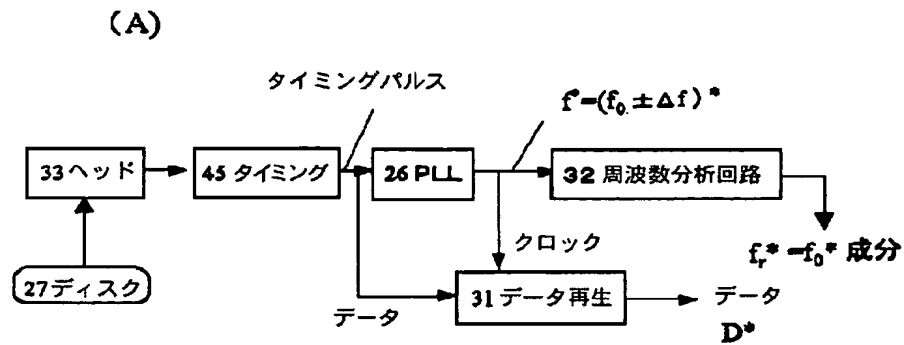 (A)
タイミングパルス
f*=(f0.±Δf)*
33ヘッド
45タイミング
26 PLL
32 周波数分析回路
クロック
fr*=f0*成分
27ディスク
データ
31データ再生
データ
D*